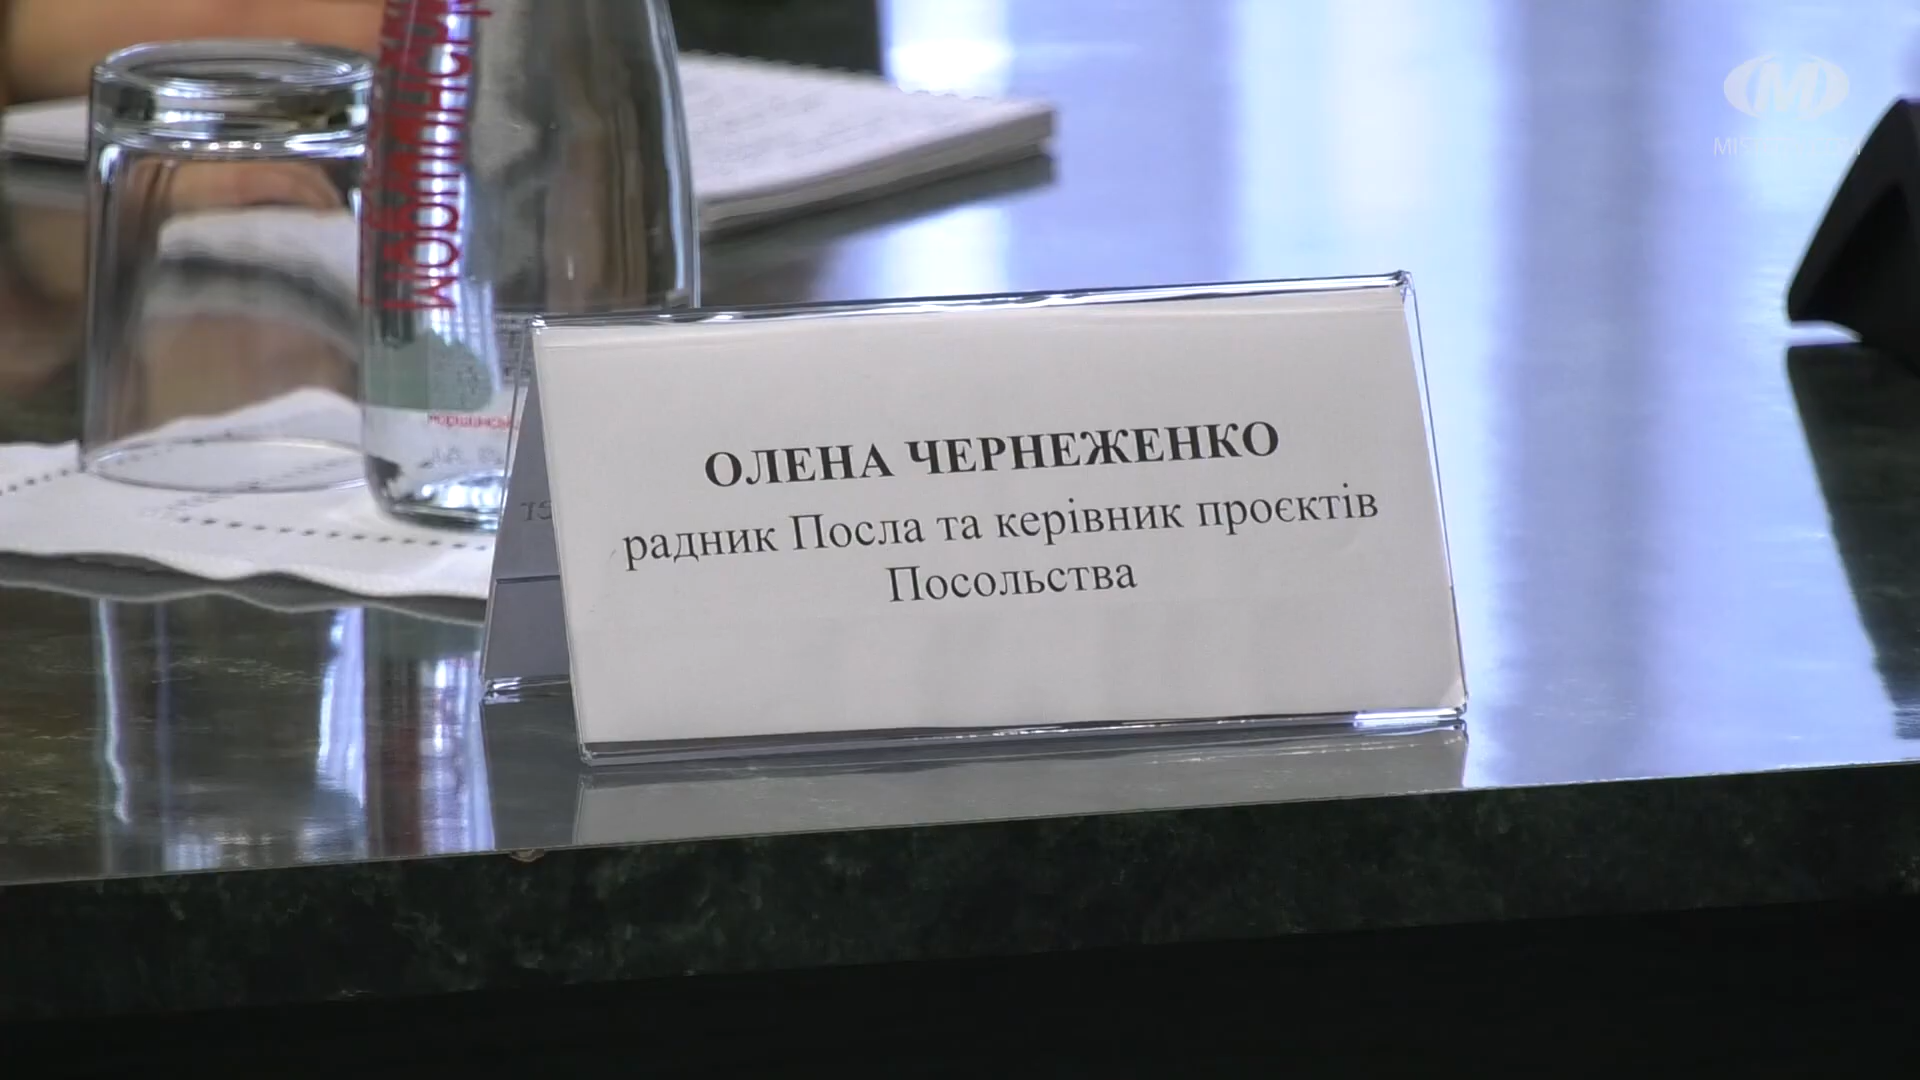 ОЛЕНА ЧЕРНЕЖЕНКО
радник Посла та керівник проєктів
Посольства